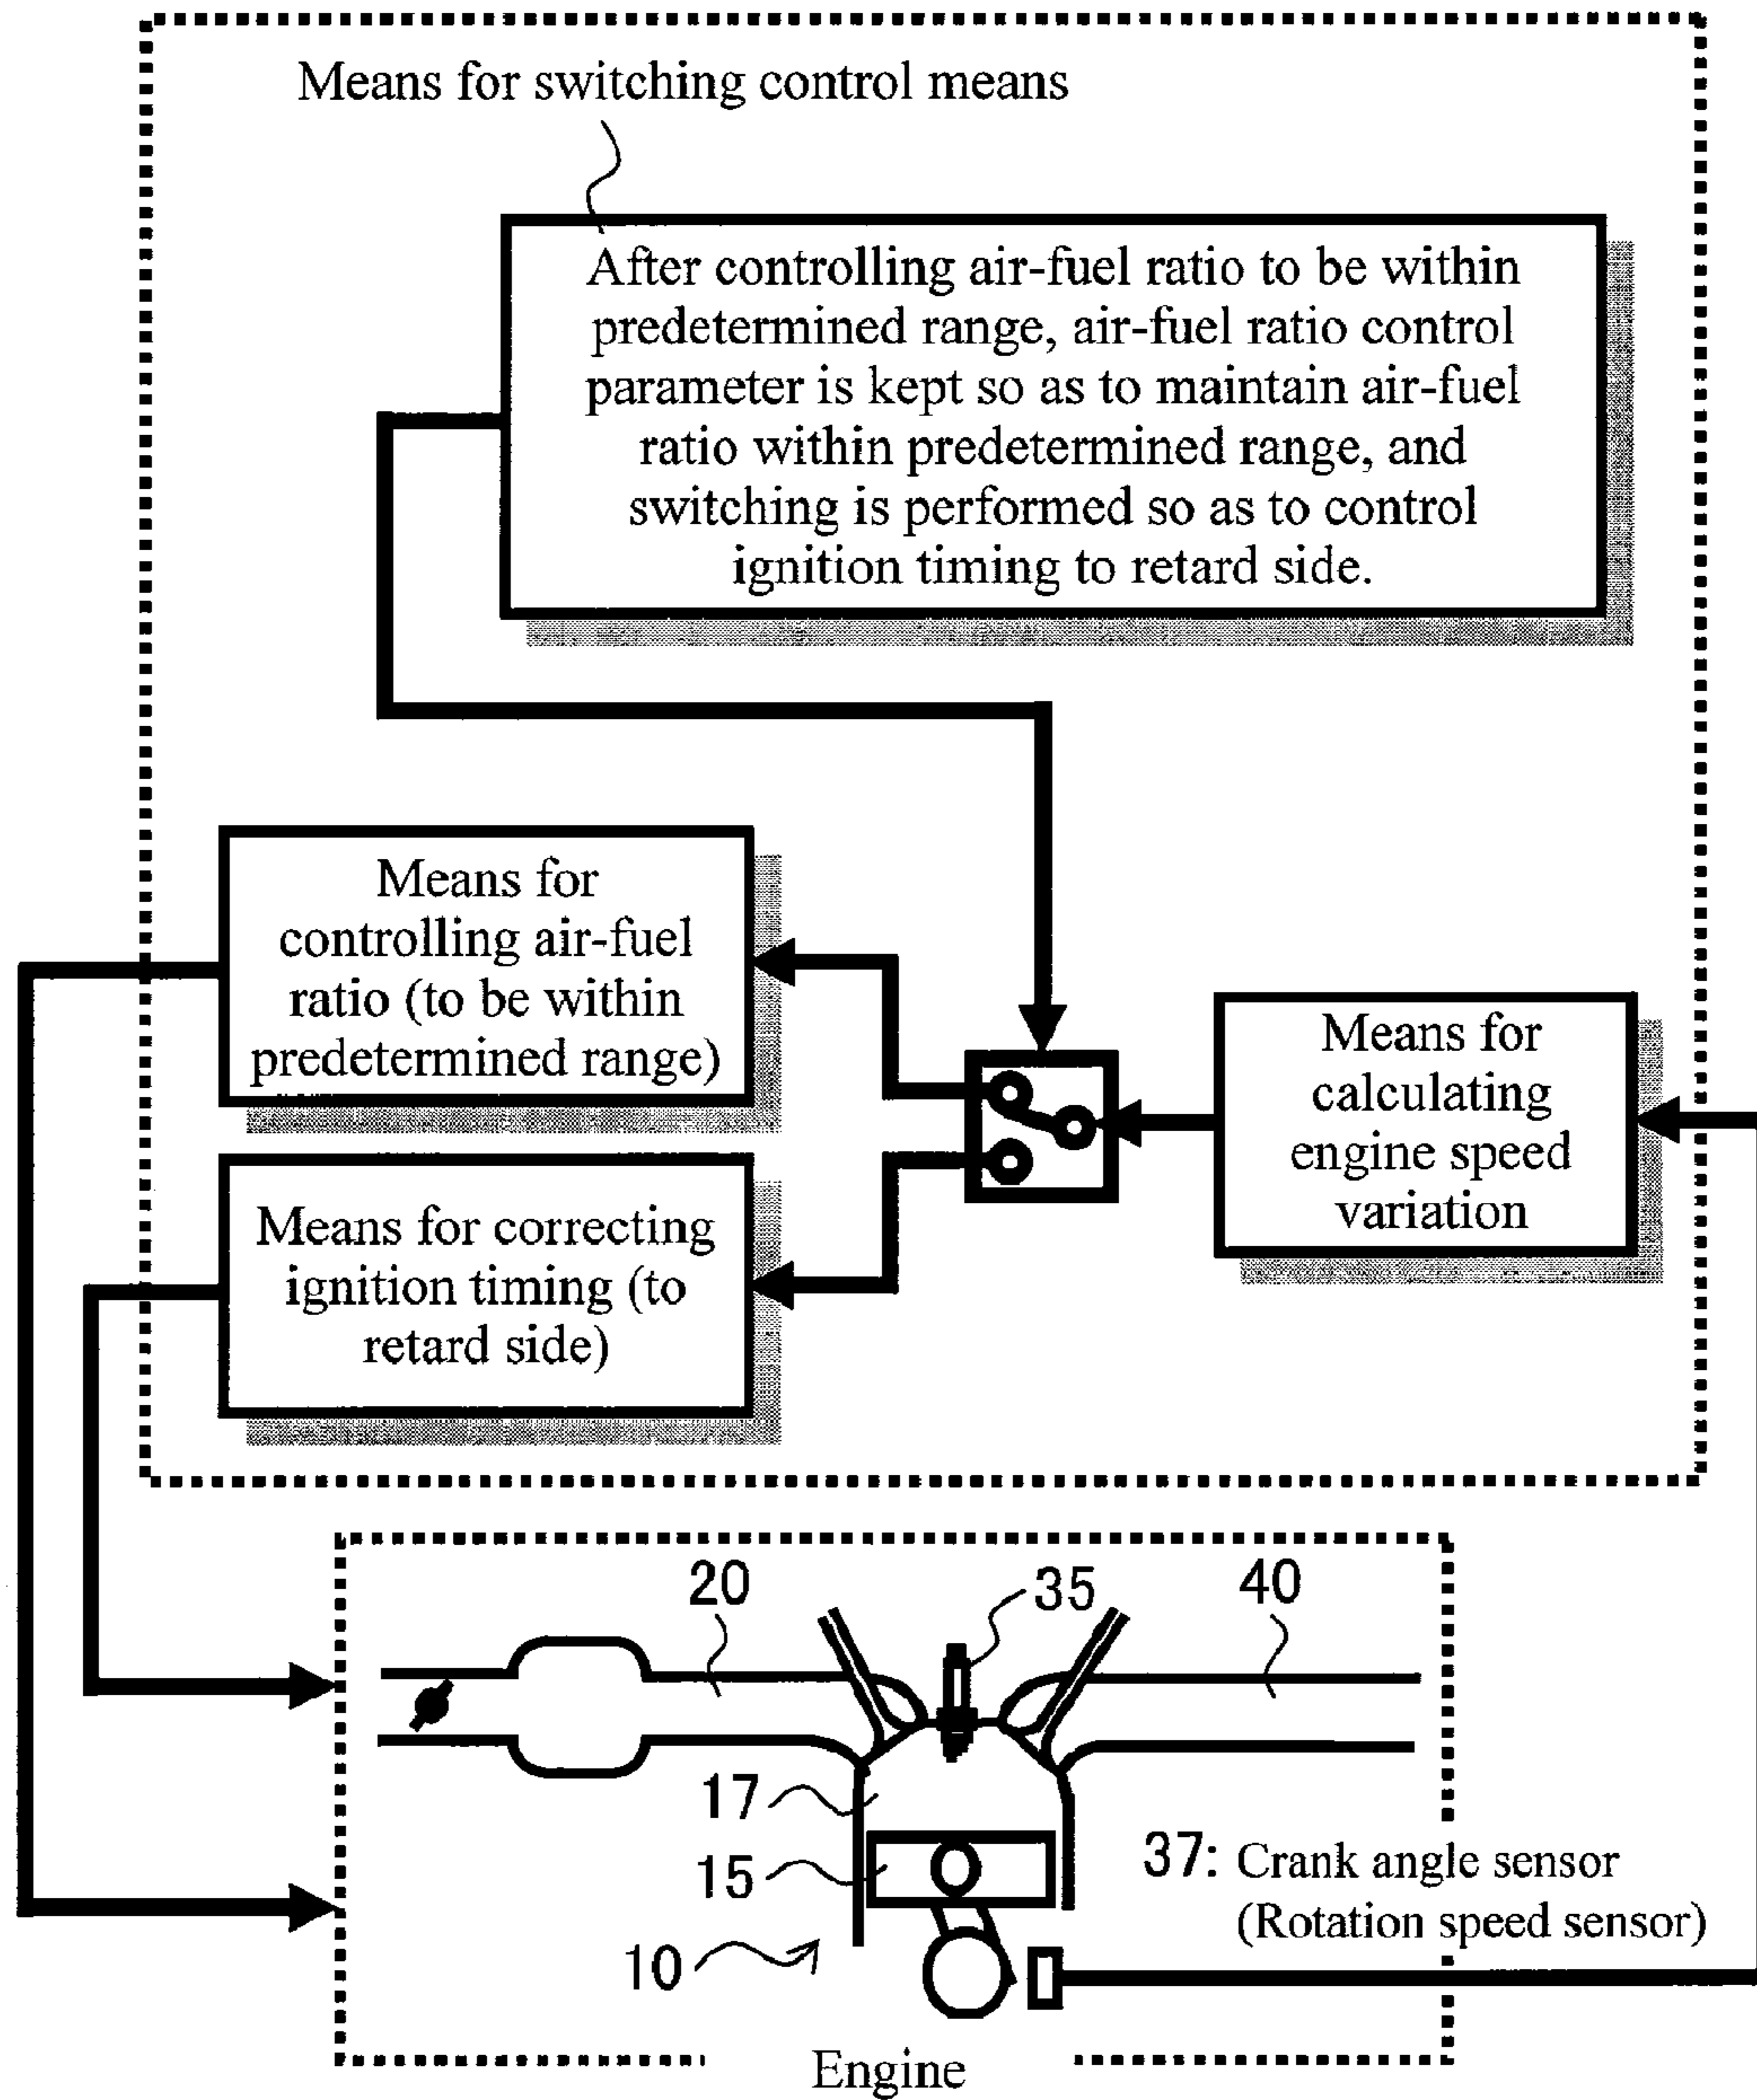 Means for switching control means
After controlling air-fuel ratio to be within
predetermined range, air-fuel ratio control
parameter is kept so as to maintain air-fuel
ratio within predetermined range, and
switching is performed so as to control
ignition timing to retard side.
Means for
controlling air-fuel
ratio (to be within
predetermined range)
Means for
calculating
engine speed
variation
Means for correcting
ignition timing (to
retard side)
20
35
40
17
15
37: Crank angle sensor
(Rotation speed sensor)
10
Engine